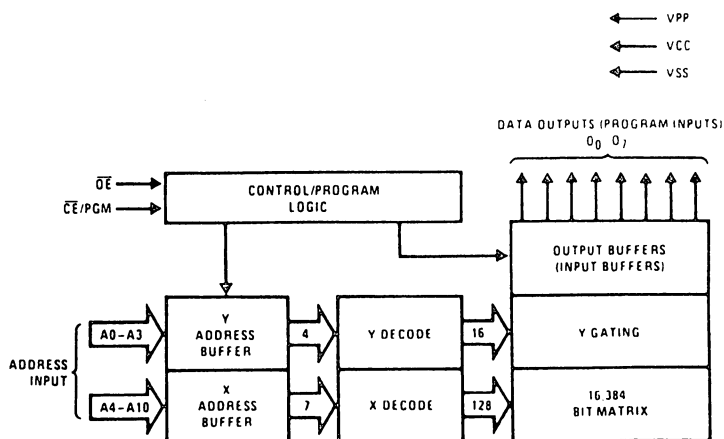 VPP
VCC
VSS
DATA OUTPUTS (PROGRAM INPUTS)
O0 O7
OE
CE/PGM
CONTROL/PROGRAM
LOGIC
OUTPUT BUFFERS
(INPUT BUFFERS)
ADDRESS
INPUT
A0-A3
Y
ADDRESS
BUFFER
4
Y DECODE
16
Y GATING
A4-A10
X
ADDRESS
BUFFER
7
X DECODE
128
16,384
BIT MATRIX